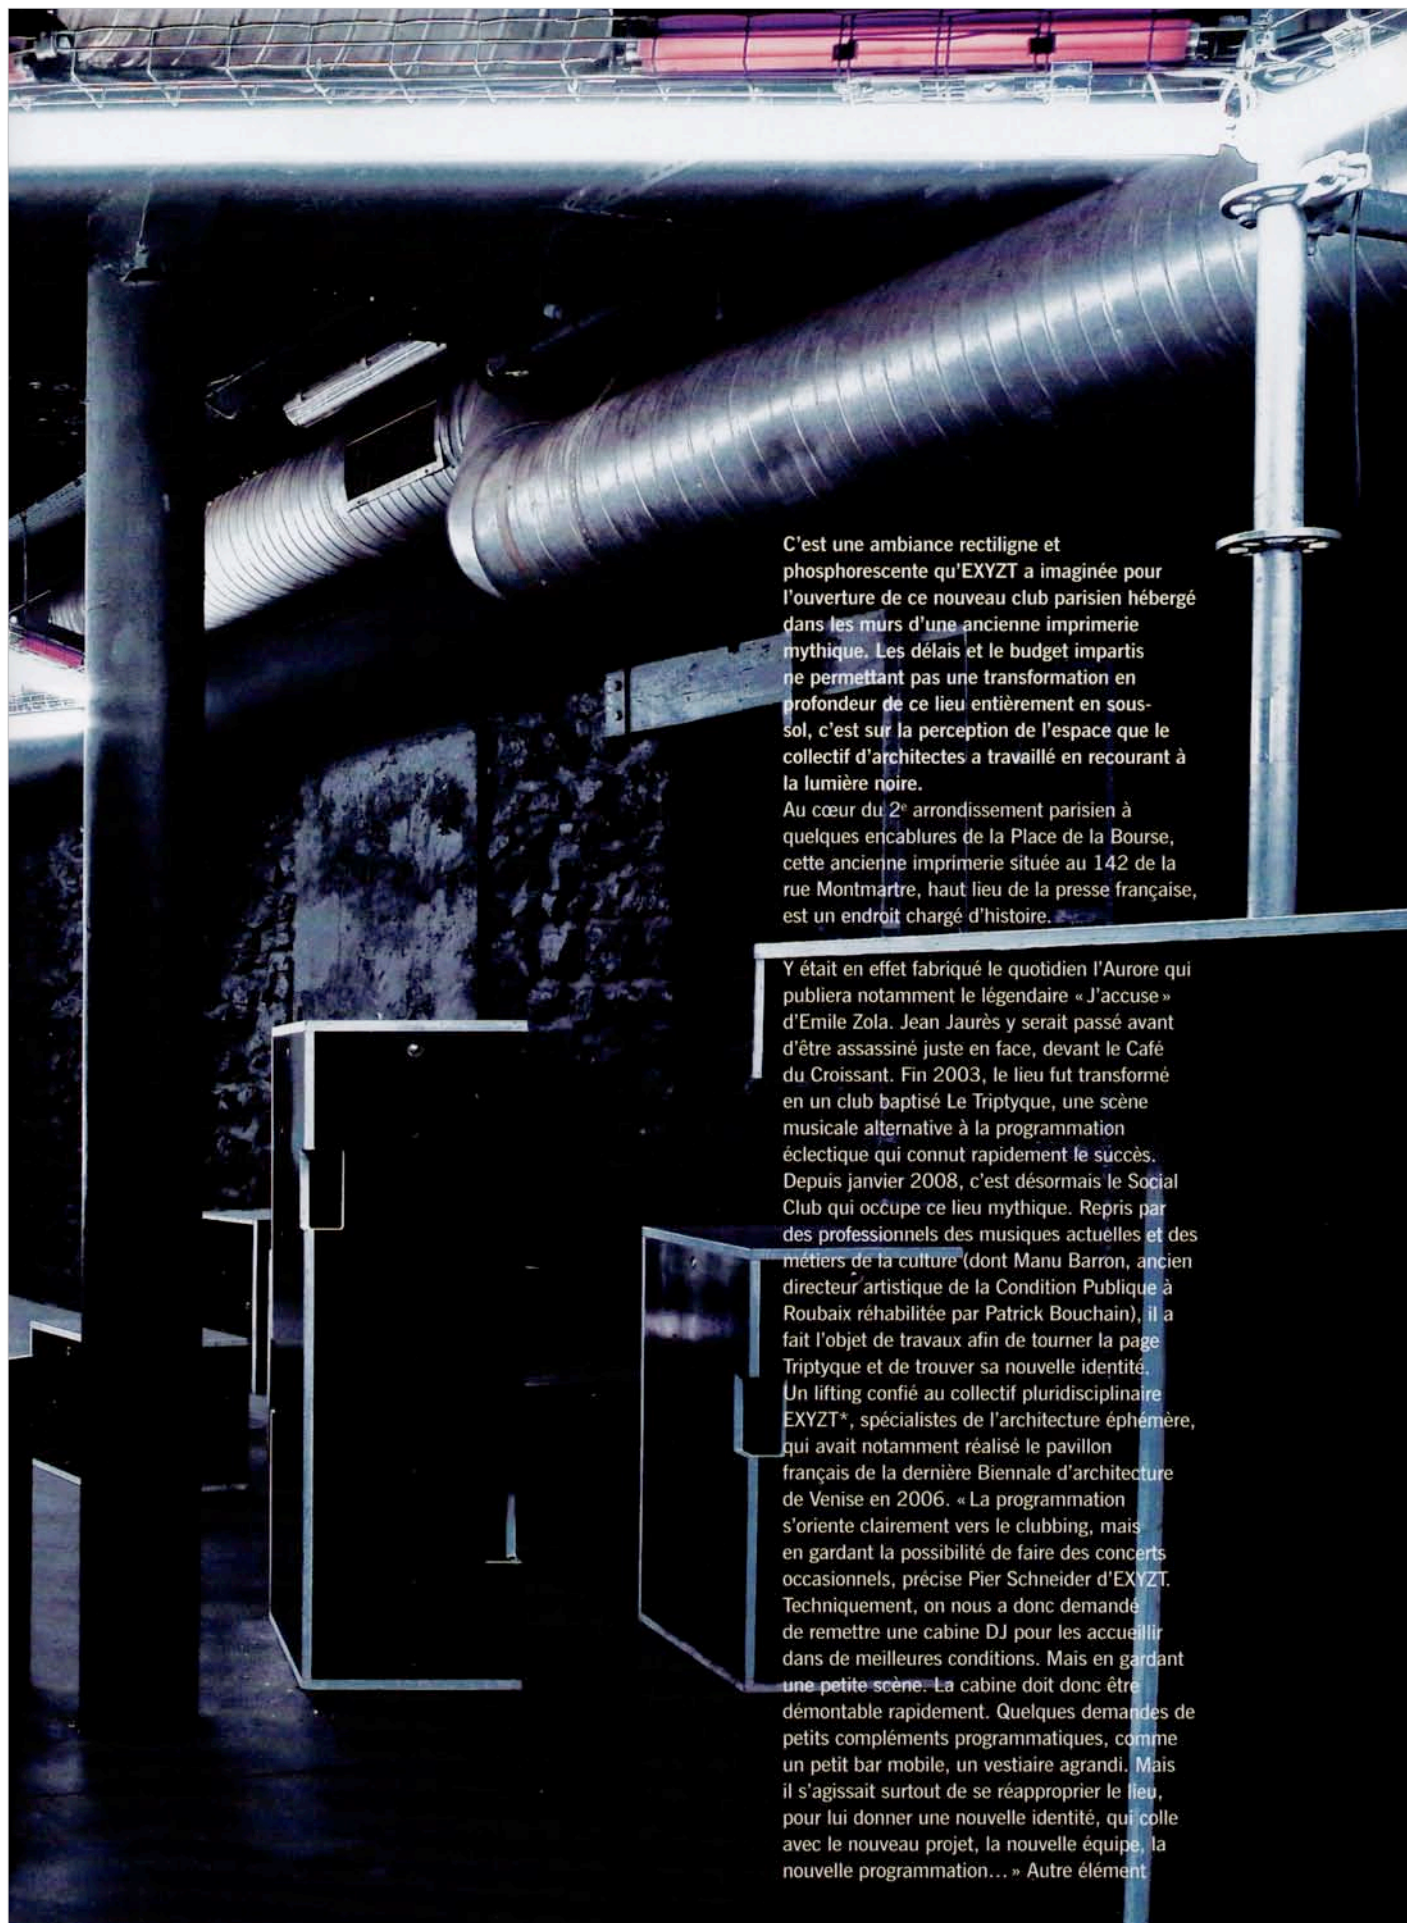 C'est une ambiance rectiligne et
phosphorescente qu'EXYZT a imaginée pour
l'ouverture de ce nouveau club parisien hébergé
dans les murs d'une ancienne imprimerie
mythique. Les délais et le budget impartis
ne permettant pas une transformation en
profondeur de ce lieu entièrement en sous-
sol, c'est sur la perception de l'espace que le
collectif d'architectes a travaillé en recourant à
la lumière noire.
Au cœur du 2e arrondissement parisien à
quelques encablures de la Place de la Bourse,
cette ancienne imprimerie située au 142 de la
rue Montmartre, haut lieu de la presse française,
est un endroit chargé d'histoire.
Y était en effet fabriqué le quotidien l'Aurore qui
publiera notamment le légendaire « J'accuse »
d'Emile Zola. Jean Jaurès y serait passé avant
d'être assassiné juste en face, devant le Café
du Croissant. Fin 2003, le lieu fut transformé
en un club baptisé Le Triptyque, une scène
musicale alternative à la programmation
éclectique qui connut rapidement le succès.
Depuis janvier 2008, c'est désormais le Social
Club qui occupe ce lieu mythique. Repris par
des professionnels des musiques actuelles et des
métiers de la culture (dont Manu Barron, ancien
directeur artistique de la Condition Publique à
Roubaix réhabilitée par Patrick Bouchain), il a
fait l'objet de travaux afin de tourner la page
Triptyque et de trouver sa nouvelle identité.
Un lifting confié au collectif pluridisciplinaire
EXYZT*, spécialistes de l'architecture éphémère,
qui avait notamment réalisé le pavillon
français de la dernière Biennale d'architecture
de Venise en 2006. « La programmation
s'oriente clairement vers le clubbing, mais
en gardant la possibilité de faire des concerts
occasionnels, précise Pier Schneider d'EXYZT.
Techniquement, on nous a donc demandé
de remettre une cabine DJ pour les accueillir
dans de meilleures conditions. Mais en gardant
une petite scène. La cabine doit donc être
démontable rapidement. Quelques demandes de
petits compléments programmatiques, comme
un petit bar mobile, un vestiaire agrandi. Mais
il s'agissait surtout de se réapproprier le lieu,
pour lui donner une nouvelle identité, qui colle
avec le nouveau projet, la nouvelle équipe, la
nouvelle programmation... » Autre élément